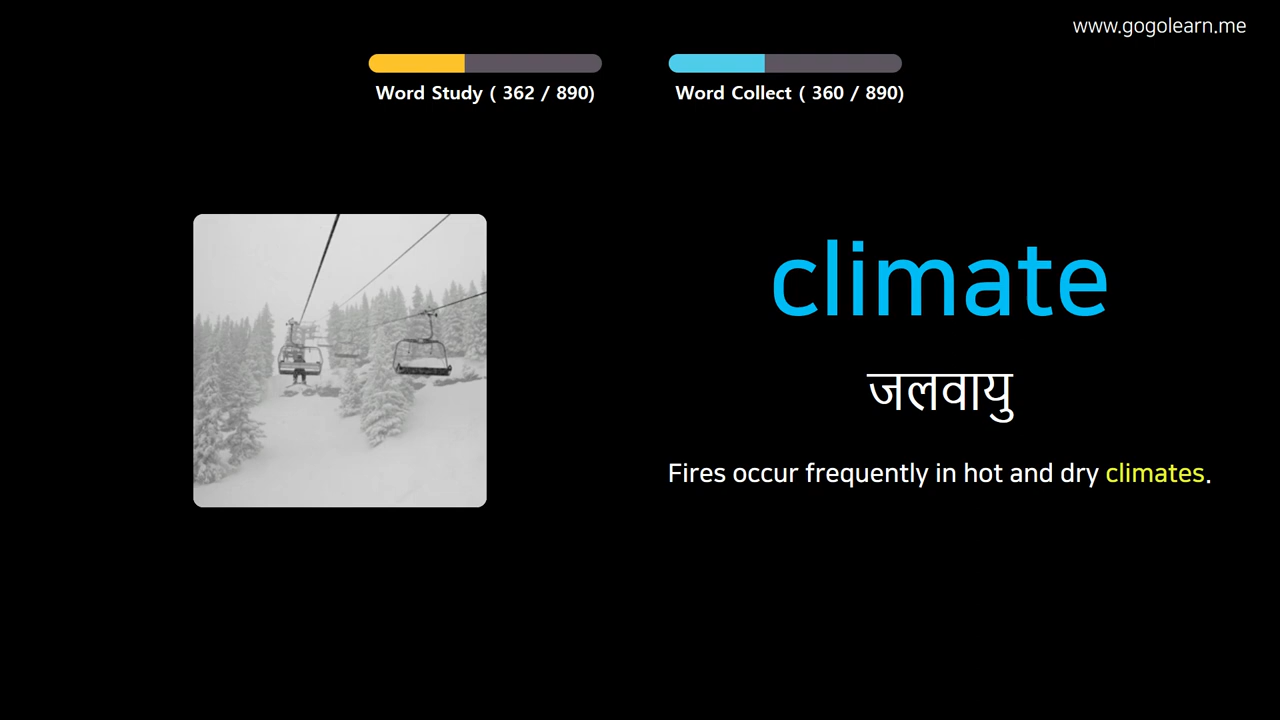 www.gogolearn.me
Word Study ( 362 / 890)
Word Collect ( 360 / 890)
climate
जलवायु
Fires occur frequently in hot and dry climates.